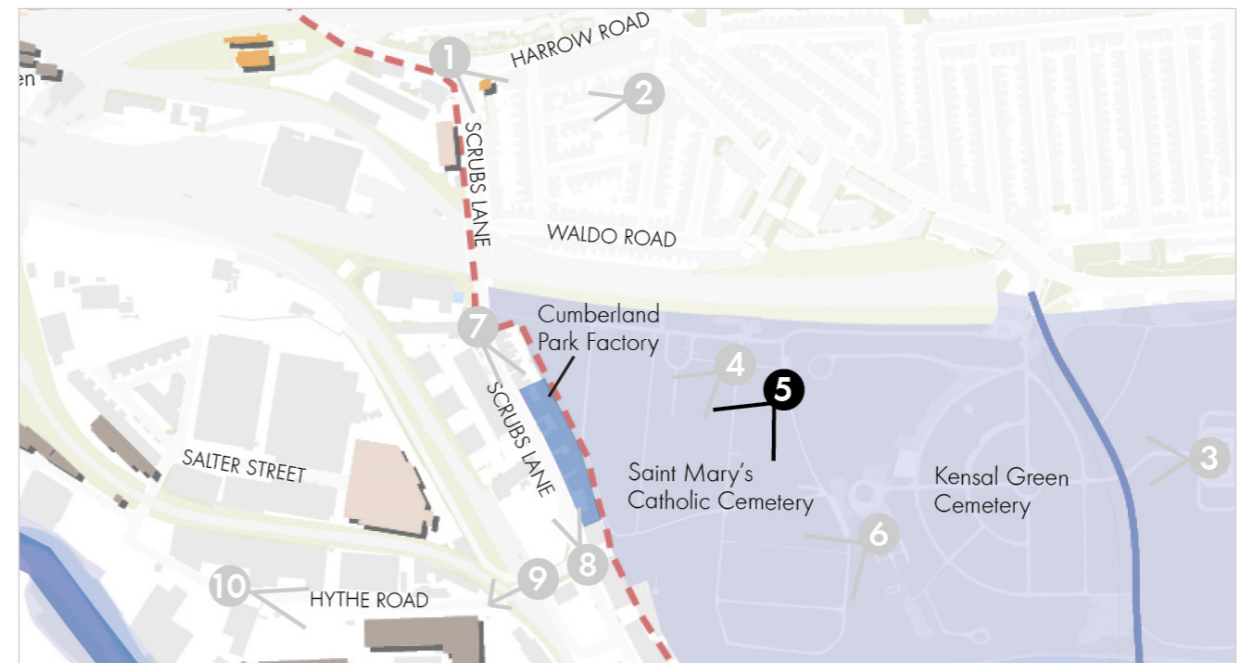 HARROW ROAD
1
2
en
SCRUBS LANE
WALDO ROAD
7
Cumberland
Park Factory
4
5
SCRUBS LANE
SALTER STREET
Saint Mary's
Catholic Cemetery
Kensal Green
Cemetery
3
6
8
9
10
HYTHE ROAD